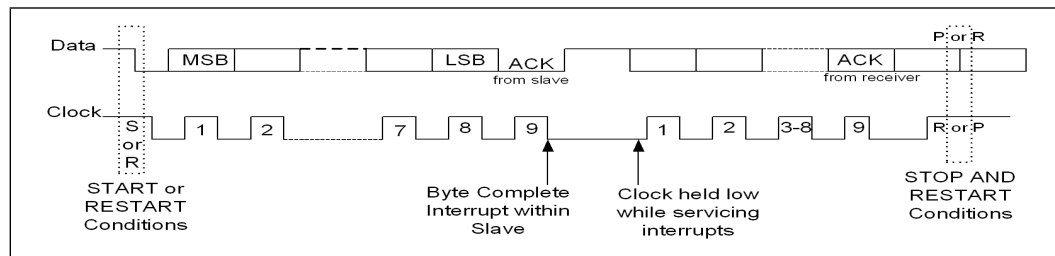 Data
P or R
MSB
LSB
ACK
from slave
ACK
from receiver
Clock
S
or
R
1
2
7
8
9
1
2
3-8
9
R or P
START or
RESTART
Conditions
Byte Complete
Interrupt within
Slave
Clock held low
while servicing
interrupts
STOP AND
RESTART
Conditions